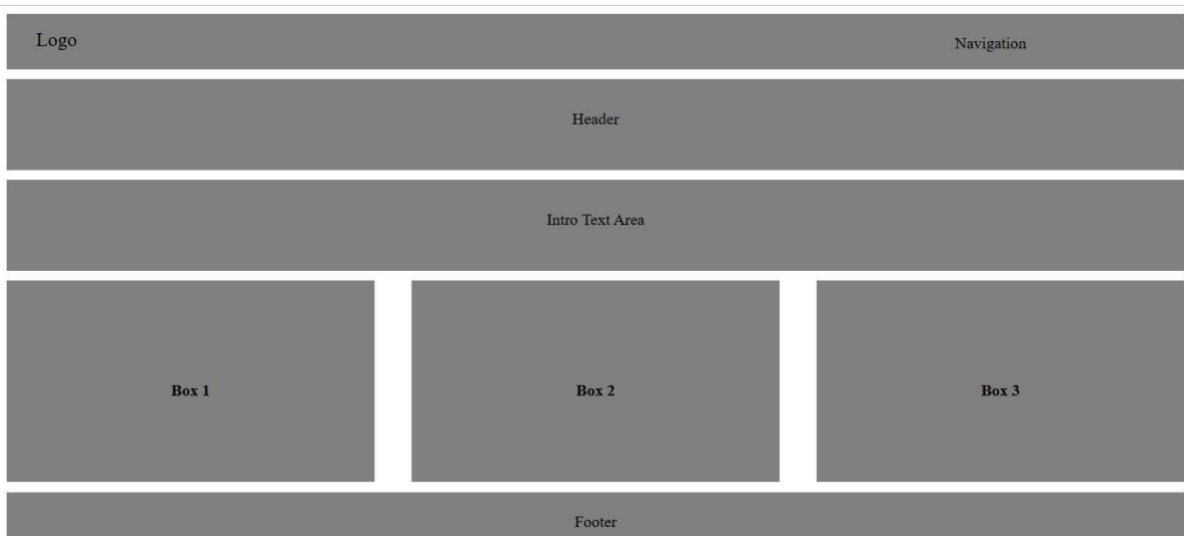 Logo
Navigation
Header
Intro Text Area
Box 1
Box 2
Box 3
Footer